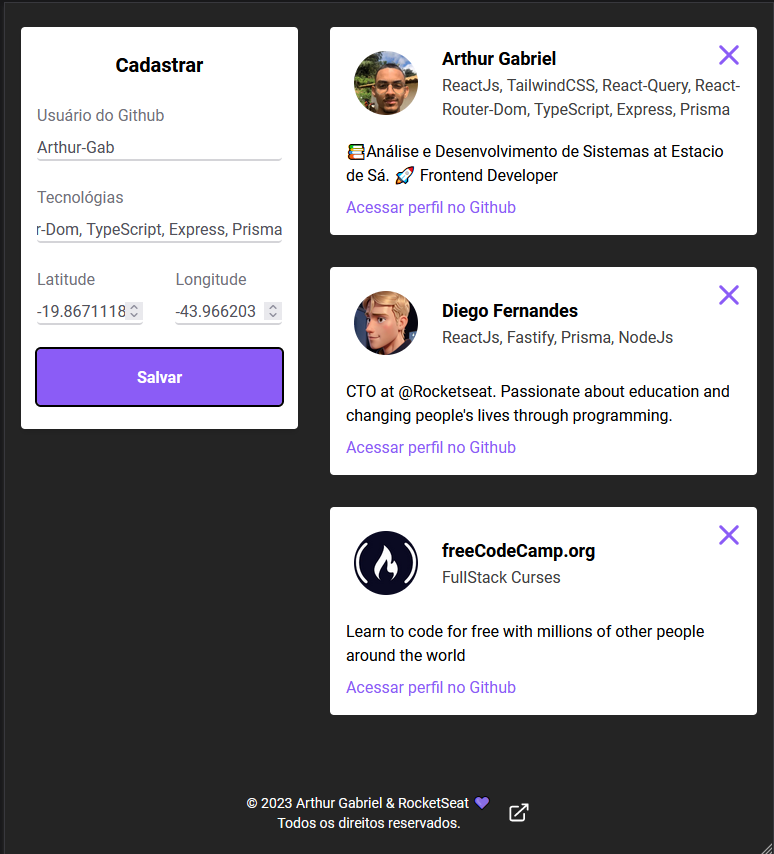 Cadastrar
Usuário do Github
Arthur-Gab
Tecnológias
r-Dom, TypeScript, Express, Prisma
Latitude
Longitude
-19.8671118
-43.966203
Salvar
Arthur Gabriel
ReactJs, TailwindCSS, React-Query, React-
Router-Dom, TypeScript, Express, Prisma
📚Análise e Desenvolvimento de Sistemas at Estacio
de Sá. 🚀 Frontend Developer
Acessar perfil no Github
Diego Fernandes
ReactJs, Fastify, Prisma, NodeJs
CTO at @Rocketseat. Passionate about education and
changing people's lives through programming.
Acessar perfil no Github
freeCodeCamp.org
FullStack Curses
Learn to code for free with millions of other people
around the world
Acessar perfil no Github
© 2023 Arthur Gabriel & RocketSeat 💜
Todos os direitos reservados.